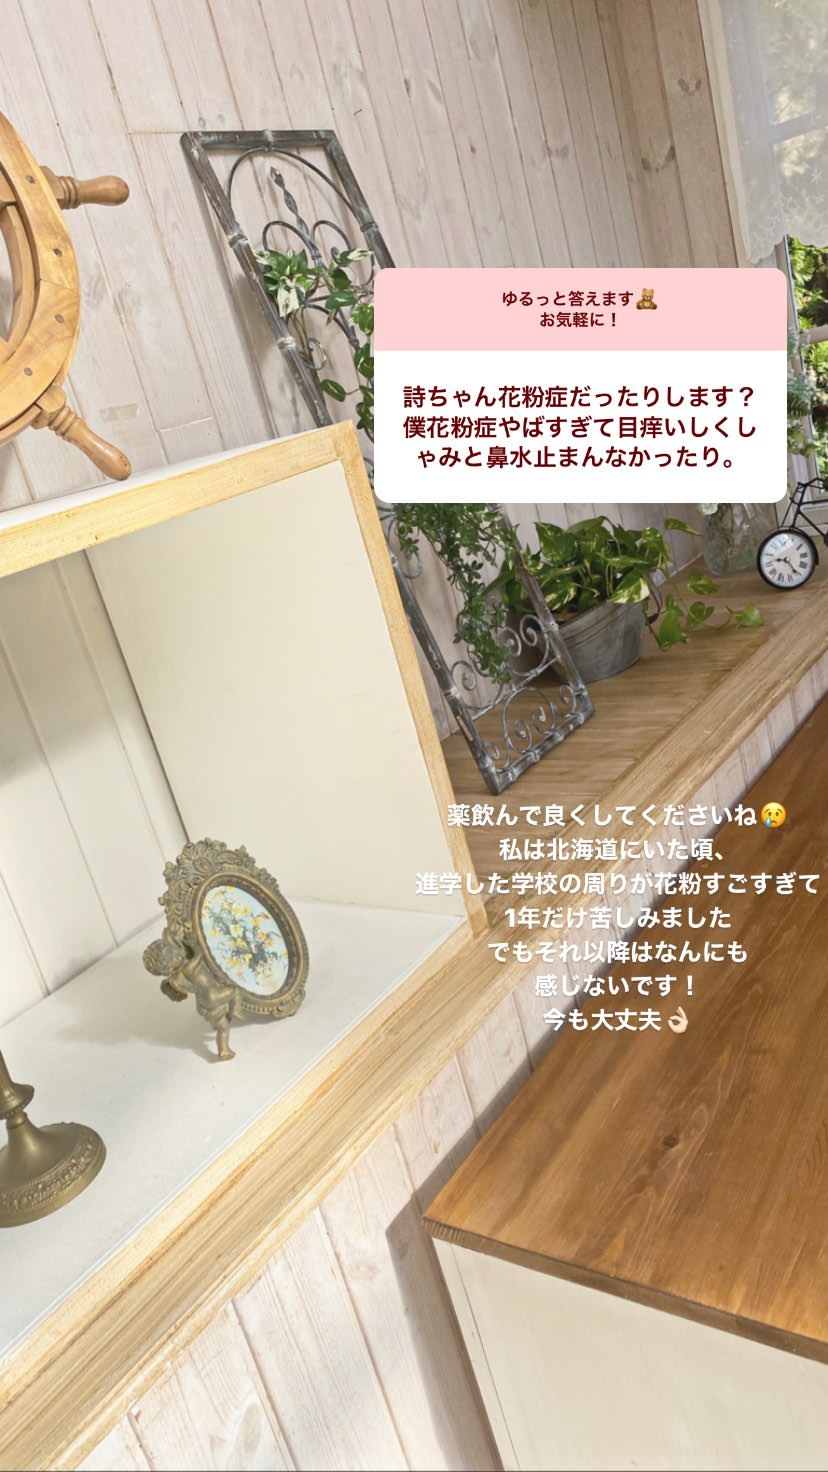 ゆるっと答えます🧸
お気軽に！
詩ちゃん花粉症だったりします？
僕花粉症やばすぎて目痒いしくし
ゃみと鼻水止まんなかったり。
薬飲んで良くしてくださいね😢
私は北海道にいた頃、
進学した学校の周りが花粉すごすぎて
1年だけ苦しみました
でもそれ以降はなんにも
感じないです！
今も大丈夫👌🏻